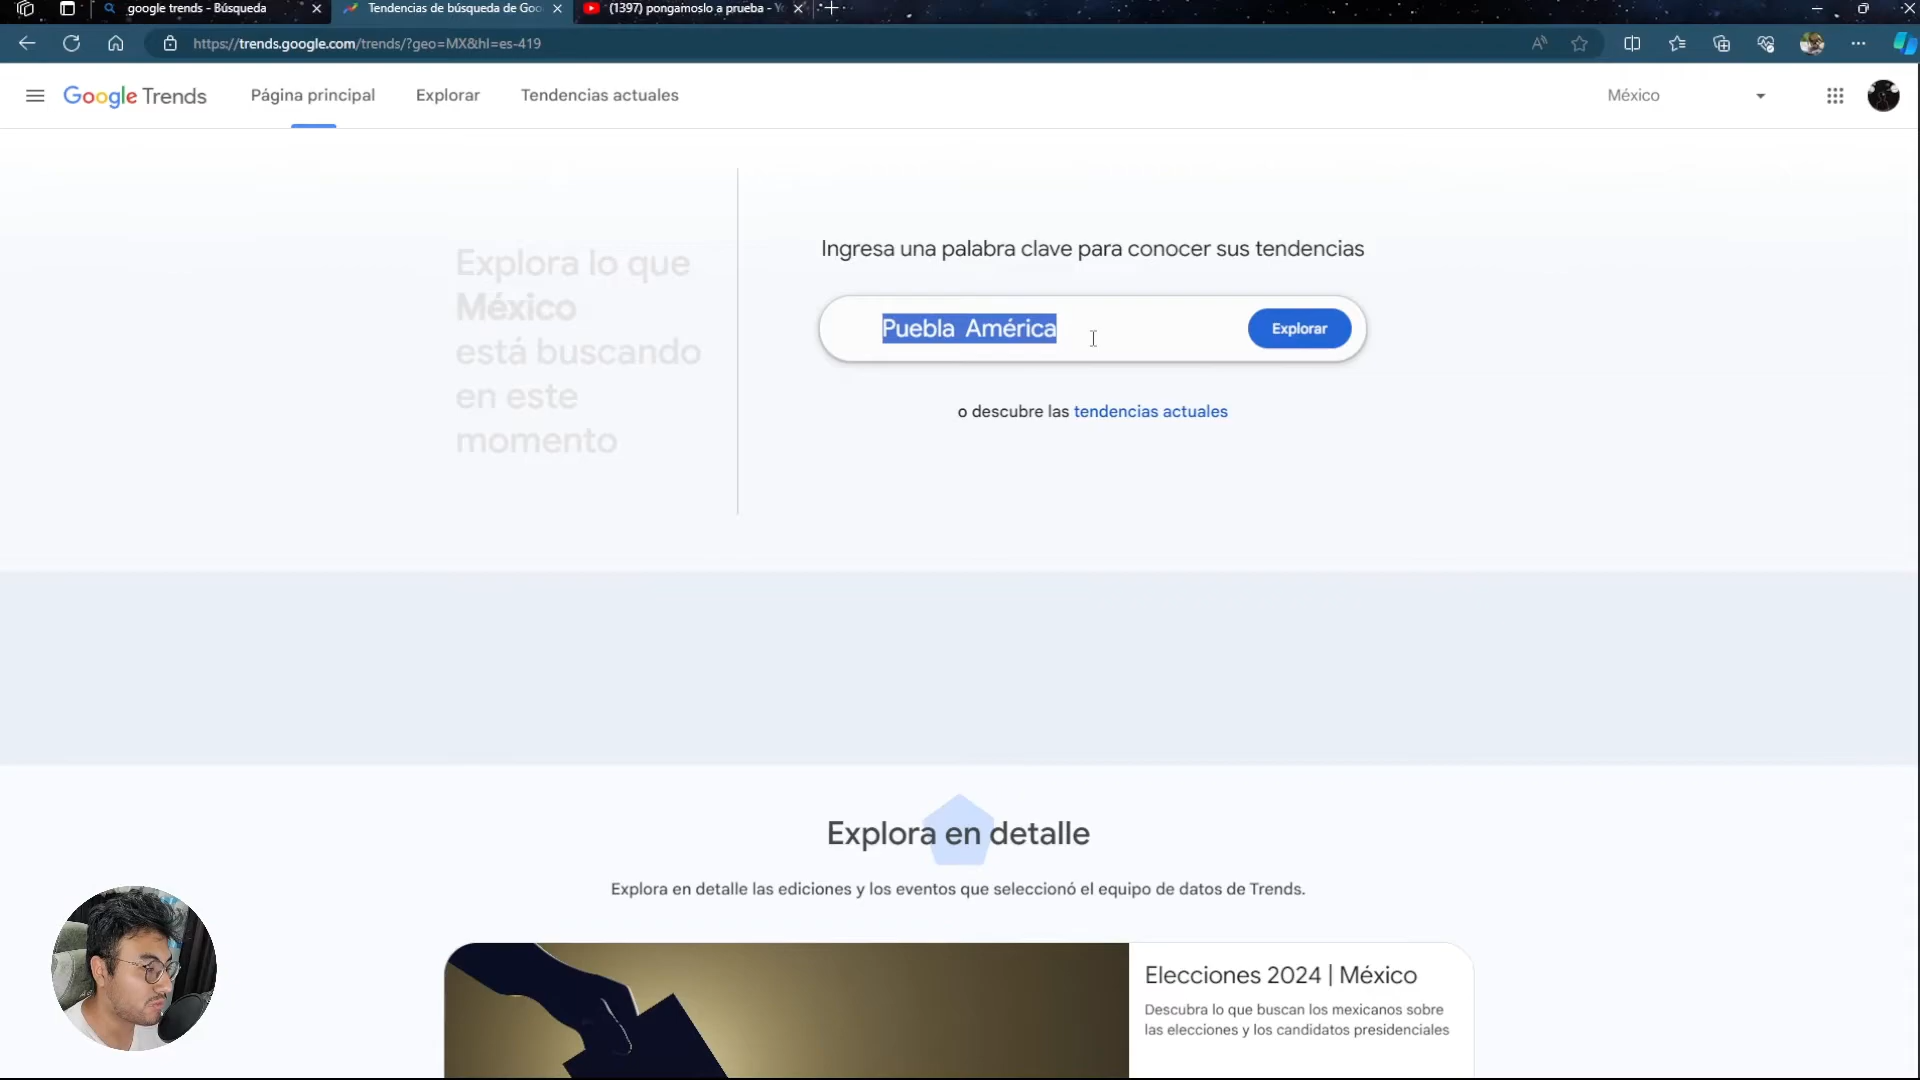 google trends - Búsqueda
Tendencias de búsqueda de Goo
(1397) pongamoslo a prueba - Yo
https://trends.google.com/trends/?geo=MX&hl=es-419
Google Trends
Página principal
Explorar
Tendencias actuales
México
Explora lo que
México
está buscando
en este
momento
Ingresa una palabra clave para conocer sus tendencias
Puebla América
Explorar
o descubre las tendencias actuales
Explora en detalle
Explora en detalle las ediciones y los eventos que seleccionó el equipo de datos de Trends.
Elecciones 2024 | México
Descubra lo que buscan los mexicanos sobre
las elecciones y los candidatos presidenciales